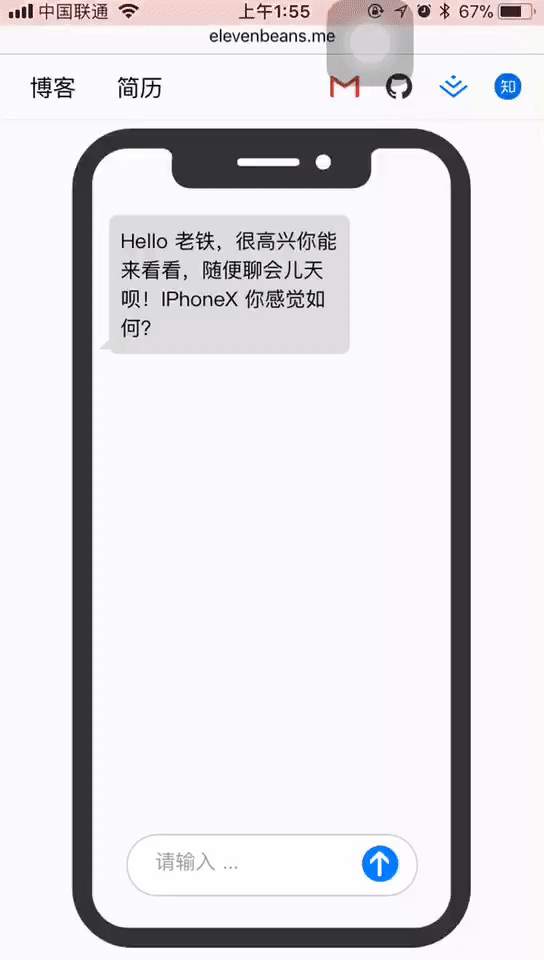 中国联通 上午1:55 67%
elevenbeans.me
博客 简历 知
Hello 老铁，很高兴你能
来看看，随便聊会儿天
呗！IPhoneX 你感觉如
何？
请输入 ...